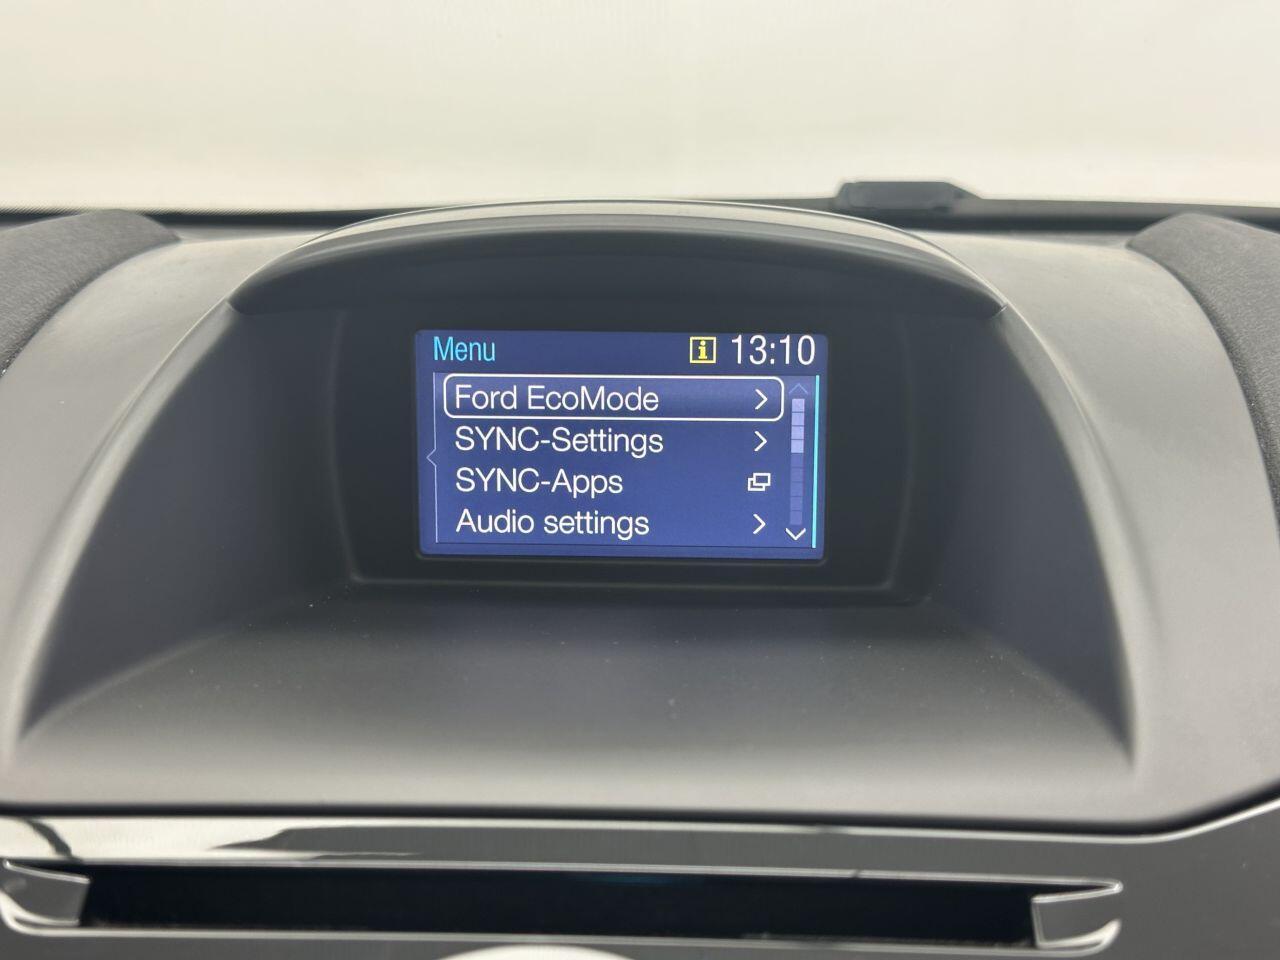 Menu i 13:10
Ford EcoMode
SYNC-Settings
SYNC-Apps
Audio settings